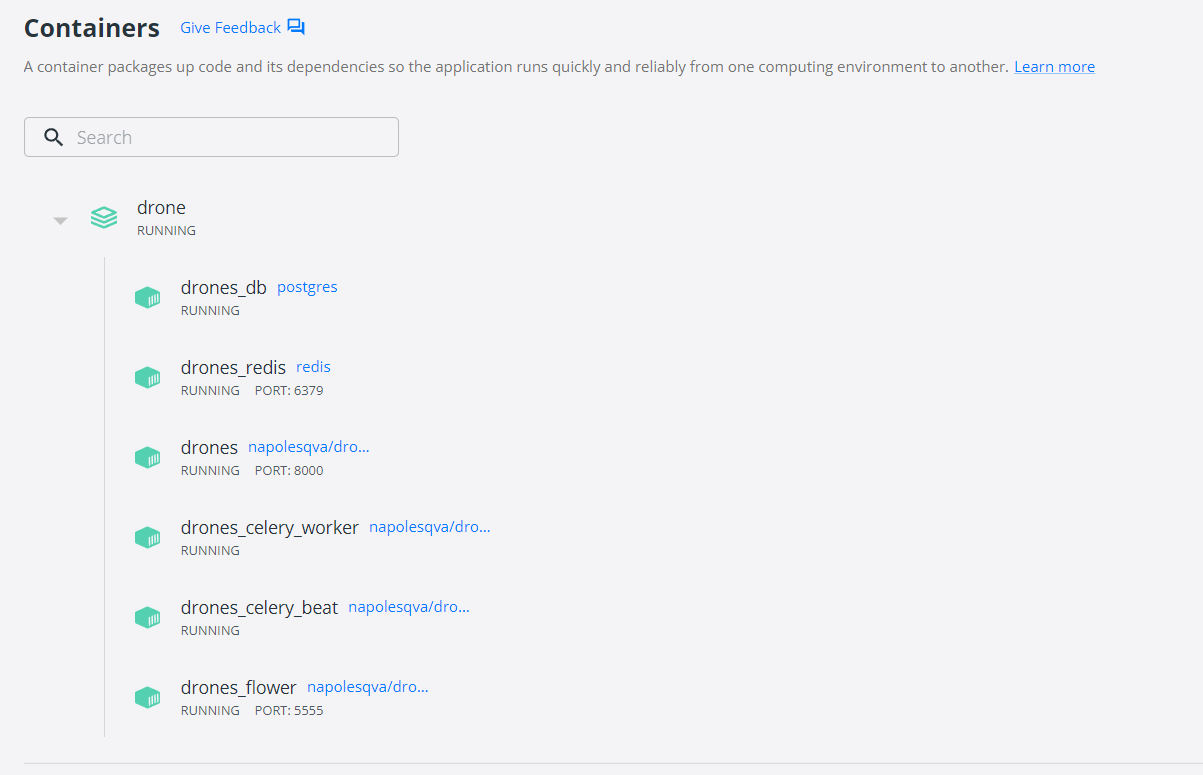 Containers Give Feedback
A container packages up code and its dependencies so the application runs quickly and reliably from one computing environment to another. Learn more
Search
drone
RUNNING
drones_db postgres
RUNNING
drones_redis redis
RUNNING PORT: 6379
drones napolesqva/dro...
RUNNING PORT: 8000
drones_celery_worker napolesqva/dro...
RUNNING
drones_celery_beat napolesqva/dro...
RUNNING
drones_flower napolesqva/dro...
RUNNING PORT: 5555